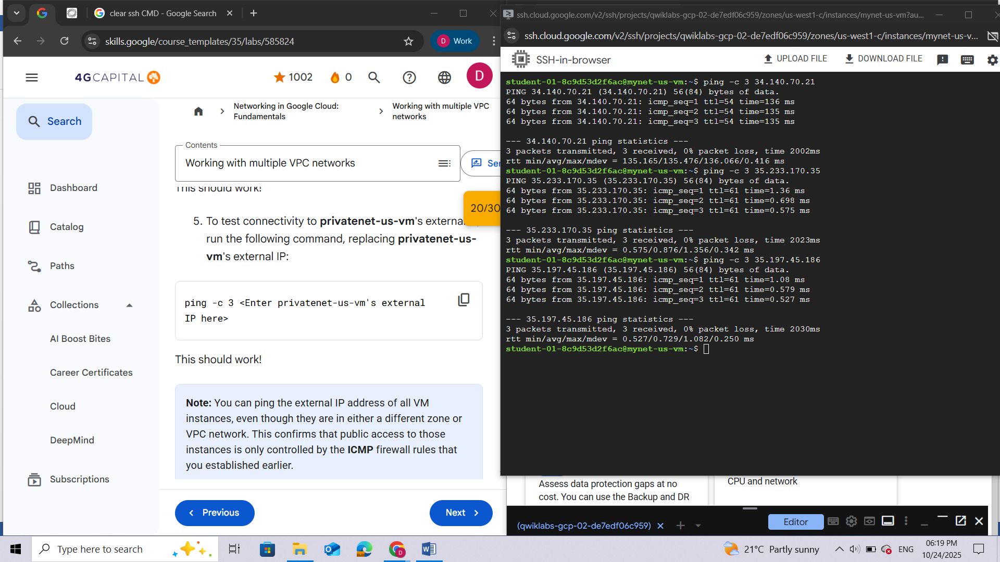 clear ssh CMD - Google Search
skills.google/course_templates/35/labs/585824
D
Work
4GCAPITAL
1002
0
D
Search
Dashboard
Catalog
Paths
Collections
AI Boost Bites
Career Certificates
Cloud
DeepMind
Subscriptions
Networking in Google Cloud:
Fundamentals
Working with multiple VPC
networks
Contents
Working with multiple VPC networks
Ser
This should work!
20/30
5. To test connectivity to privatenet-us-vm's external
run the following command, replacing privatenet-us-
vm's external IP:
ping -c 3 <Enter privatenet-us-vm's external
IP here>
This should work!
Note: You can ping the external IP address of all VM
instances, even though they are in either a different zone or
VPC network. This confirms that public access to those
instances is only controlled by the ICMP firewall rules that
you established earlier.
Previous
Next
ssh.cloud.google.com/v2/ssh/projects/qwiklabs-gcp-02-de7edf06c959/zones/us-west1-c/instances/mynet-us-vm?au...
ssh.cloud.google.com/v2/ssh/projects/qwiklabs-gcp-02-de7edf06c959/zones/us-west1-c/instances/mynet-us-v...
SSH-in-browser
UPLOAD FILE
DOWNLOAD FILE
student-01-8c9d53d2f6ac@mynet-us-vm:~$ ping -c 3 34.140.70.21
PING 34.140.70.21 (34.140.70.21) 56(84) bytes of data.
64 bytes from 34.140.70.21: icmp_seq=1 ttl=54 time=136 ms
64 bytes from 34.140.70.21: icmp_seq=2 ttl=54 time=135 ms
64 bytes from 34.140.70.21: icmp_seq=3 ttl=54 time=135 ms
--- 34.140.70.21 ping statistics ---
3 packets transmitted, 3 received, 0% packet loss, time 2002ms
rtt min/avg/max/mdev = 135.165/135.476/136.066/0.416 ms
student-01-8c9d53d2f6ac@mynet-us-vm:~$ ping -c 3 35.233.170.35
PING 35.233.170.35 (35.233.170.35) 56(84) bytes of data.
64 bytes from 35.233.170.35: icmp_seq=1 ttl=61 time=1.36 ms
64 bytes from 35.233.170.35: icmp_seq=2 ttl=61 time=0.698 ms
64 bytes from 35.233.170.35: icmp_seq=3 ttl=61 time=0.575 ms
--- 35.233.170.35 ping statistics ---
3 packets transmitted, 3 received, 0% packet loss, time 2023ms
rtt min/avg/max/mdev = 0.575/0.876/1.356/0.342 ms
student-01-8c9d53d2f6ac@mynet-us-vm:~$ ping -c 3 35.197.45.186
PING 35.197.45.186 (35.197.45.186) 56(84) bytes of data.
64 bytes from 35.197.45.186: icmp_seq=1 ttl=61 time=1.08 ms
64 bytes from 35.197.45.186: icmp_seq=2 ttl=61 time=0.579 ms
64 bytes from 35.197.45.186: icmp_seq=3 ttl=61 time=0.527 ms
--- 35.197.45.186 ping statistics ---
3 packets transmitted, 3 received, 0% packet loss, time 2030ms
rtt min/avg/max/mdev = 0.527/0.729/1.082/0.250 ms
student-01-8c9d53d2f6ac@mynet-us-vm:~$
Assess data protection gaps at no
cost. You can use the Backup and DR
CPU and network
(qwiklabs-gcp-02-de7edf06c959)
Editor
Type here to search
21°C Partly sunny
ENG
06:19 PM
10/24/2025